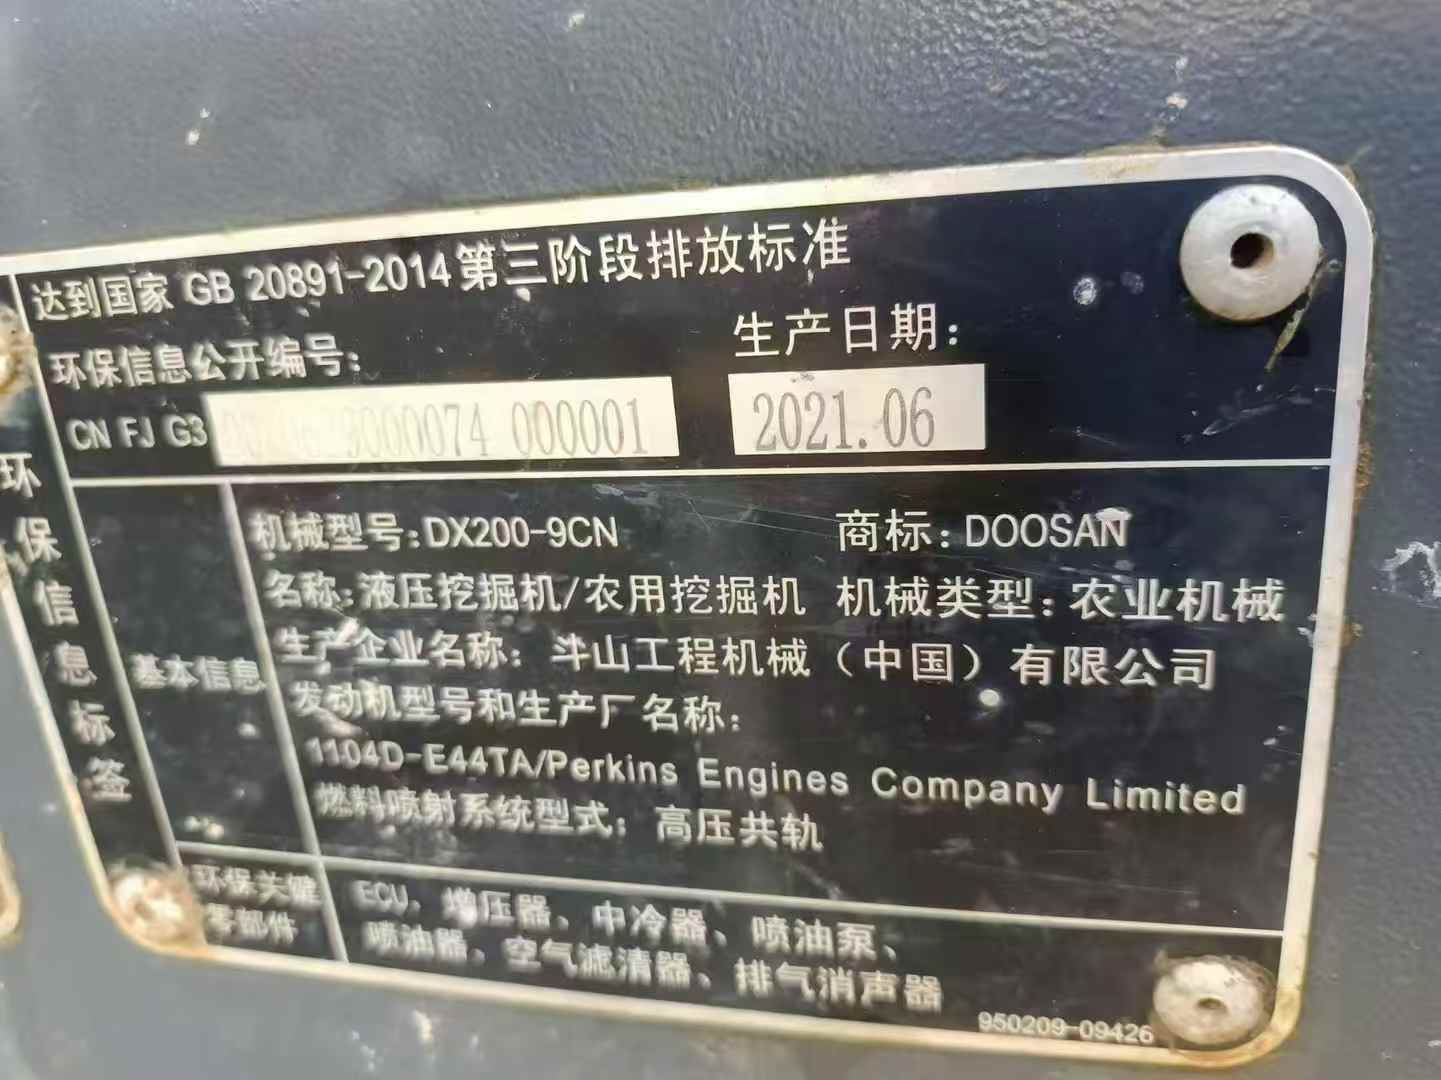 达到国家 GB 20891-2014第三阶段排放标准
环保信息公开编号:
生产日期:
CN FJ G3
000074 000001
2021.06
环保信息标签
基本信息
机械型号:DX200-9CN
商标:DOOSAN
名称:液压挖掘机/农用挖掘机 机械类型:农业机械
生产企业名称:斗山工程机械(中国)有限公司
发动机型号和生产厂名称:
1104D-E44TA/Perkins Engines Company Limited
燃料喷射系统型式:高压共轨
环保关键
零部件
ECU、增压器、中冷器、喷油泵、
喷油器、空气滤清器、排气消声器
950209-09426